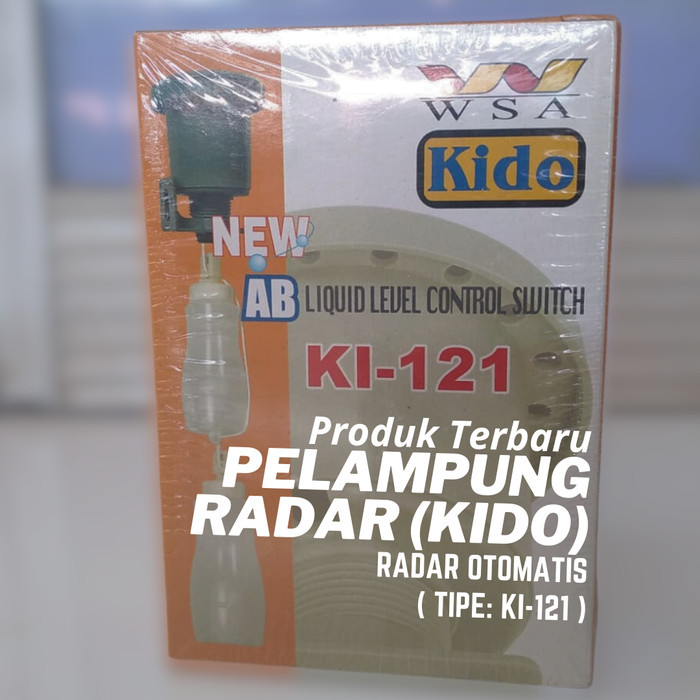 WSA
Kido
NEW
AB LIQUID LEVEL CONTROL SWITCH
KI-121
Produk Terbaru
PELAMPUNG
RADAR (KIDO)
RADAR OTOMATIS
( TIPE: KI-121 )